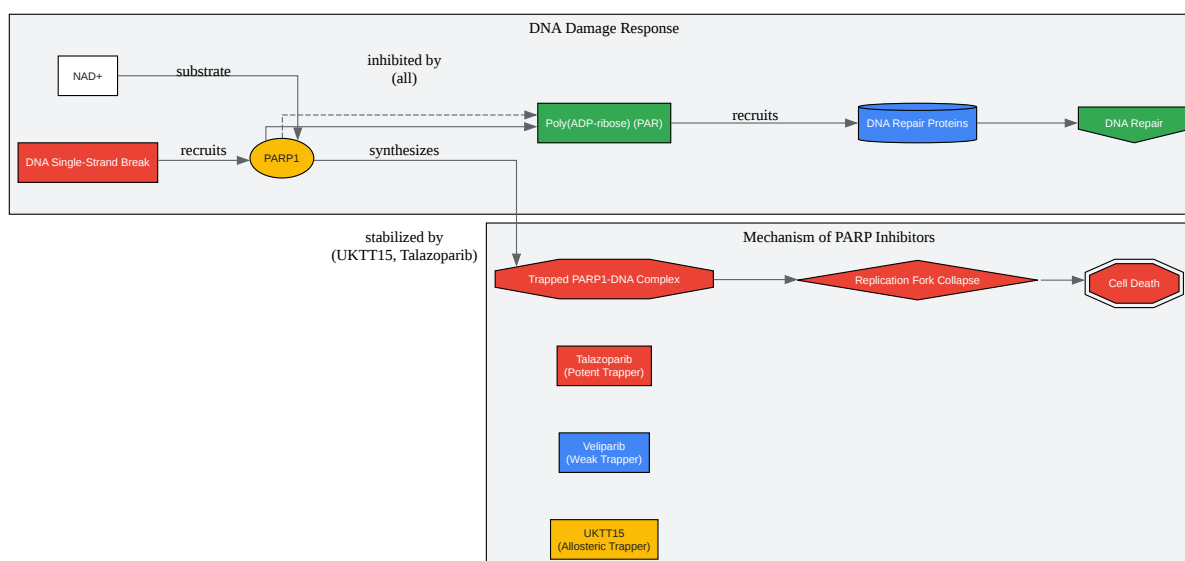 DNA Damage Response
NAD+
substrate
inhibited by
(all)
Poly(ADP-ribose) (PAR)
recruits
DNA Repair Proteins
DNA Repair
DNA Single-Strand Break
recruits
PARP1
synthesizes
stabilized by
(UKTT15, Talazoparib)
Mechanism of PARP Inhibitors
Trapped PARP1-DNA Complex
Replication Fork Collapse
Cell Death
Talazoparib
(Potent Trapper)
Veliparib
(Weak Trapper)
UKTT15
(Allosteric Trapper)